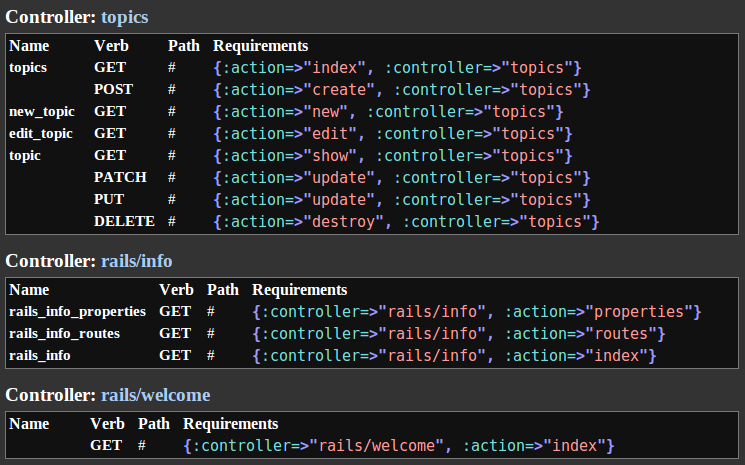 Controller: topics
Name Verb Path Requirements
topics GET # {:action=>"index", :controller=>"topics"}
POST # {:action=>"create", :controller=>"topics"}
new_topic GET # {:action=>"new", :controller=>"topics"}
edit_topic GET # {:action=>"edit", :controller=>"topics"}
topic GET # {:action=>"show", :controller=>"topics"}
PATCH # {:action=>"update", :controller=>"topics"}
PUT # {:action=>"update", :controller=>"topics"}
DELETE # {:action=>"destroy", :controller=>"topics"}
Controller: rails/info
Name Verb Path Requirements
rails_info_properties GET # {:controller=>"rails/info", :action=>"properties"}
rails_info_routes GET # {:controller=>"rails/info", :action=>"routes"}
rails_info GET # {:controller=>"rails/info", :action=>"index"}
Controller: rails/welcome
Name Verb Path Requirements
GET # {:controller=>"rails/welcome", :action=>"index"}